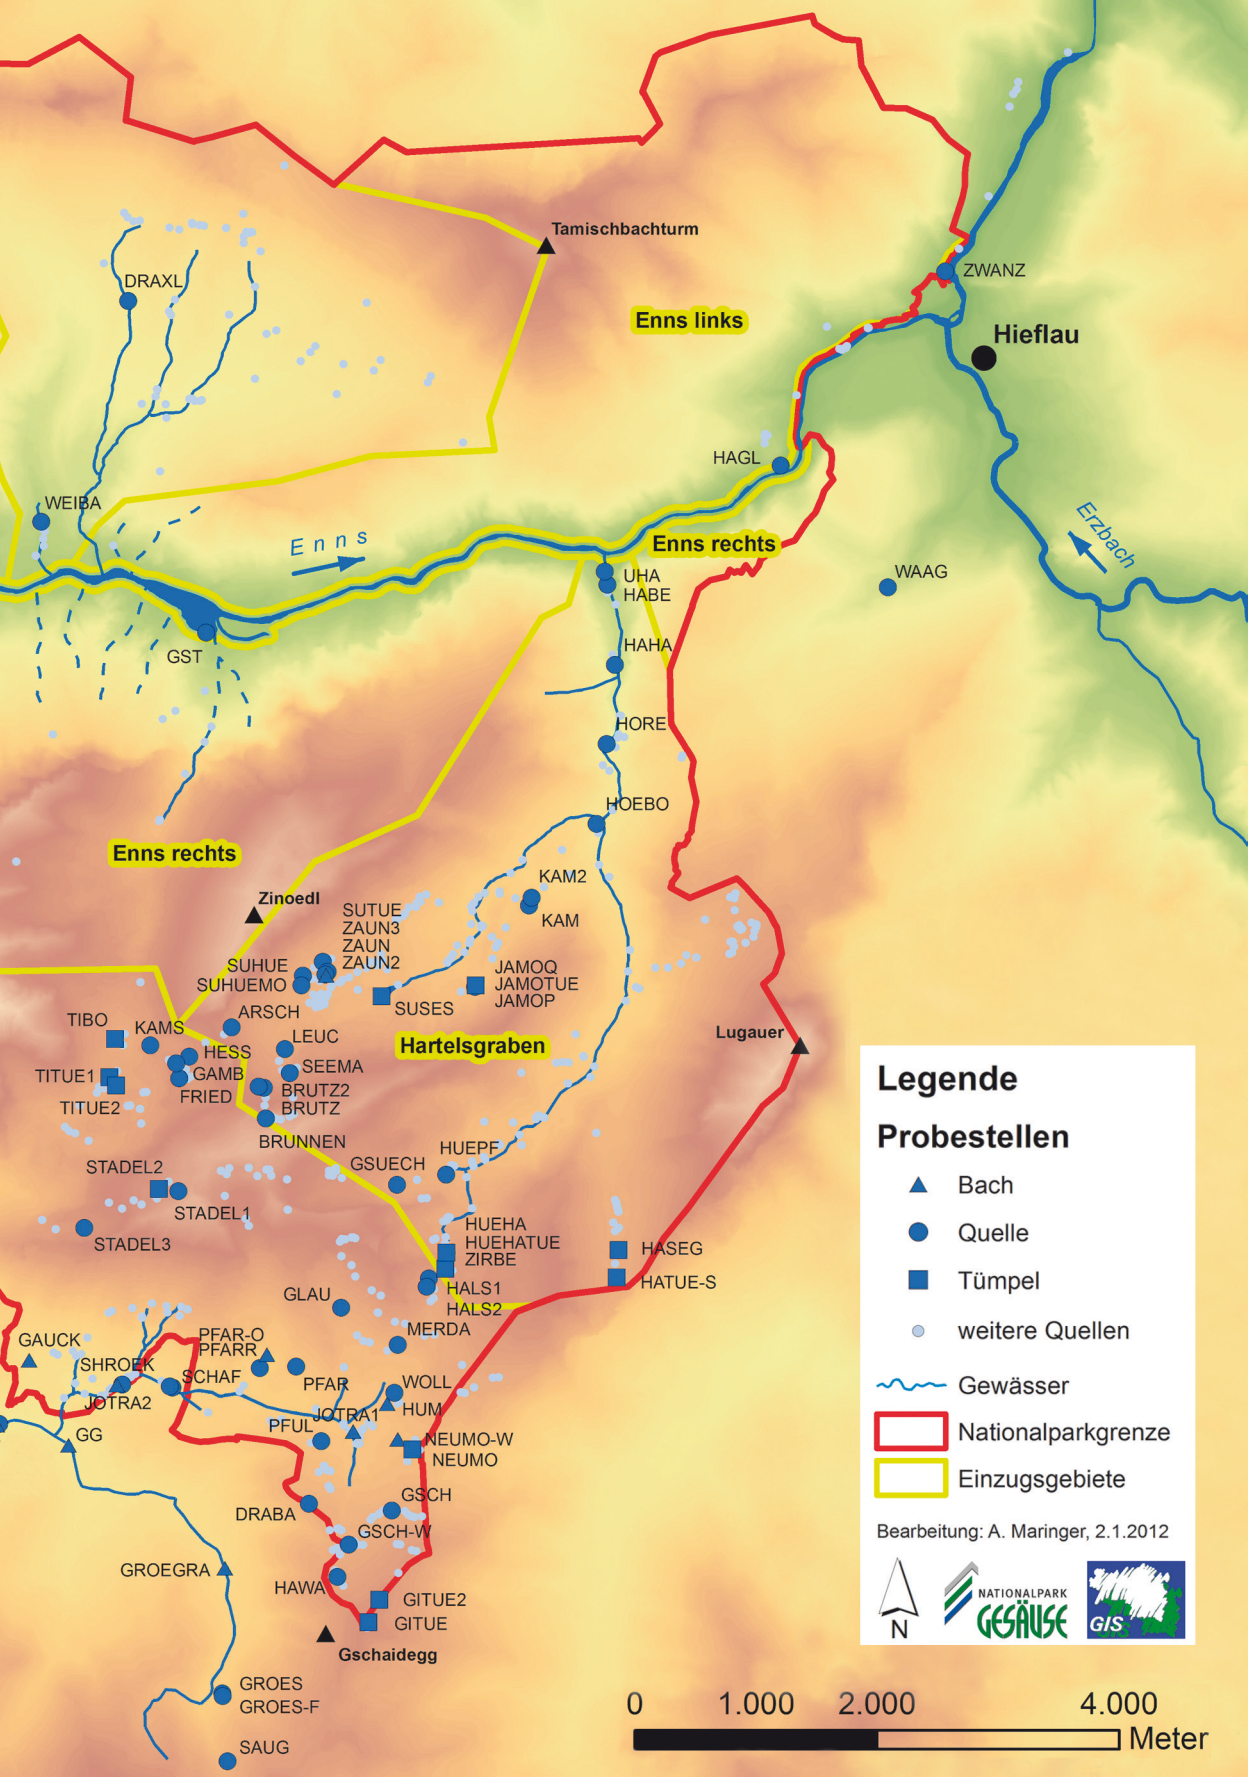 Tamischbachturm
ZWANZ
DRAXL
Enns links
Hieflau
HAGL
WEIBA
Enns
Enns rechts
Erzbach
WAAG
UHA
HABE
GST
HAHA
HORE
HOEBO
Enns rechts
KAM2
Zinoedl
SUTUE
KAM
ZAUN3
ZAUN
SUHUE
ZAUN2
JAMOQ
SUHUEMO
JAMOTUE
JAMOP
SUSES
ARSCH
TIBO
KAMS
LEUC
Hartelsgraben
Lugauer
HESS
SEEMA
TITUE1
GAMB
BRUTZ2
FRIED
TITUE2
BRUTZ
BRUNNEN
HUEPF
STADEL2
GSUECH
STADEL1
HUEHA
STADEL3
HUEHATUE
ZIRBE
HASEG
HATUE-S
HALS1
GLAU
HALS2
MERDA
GAUCK
PFAR-O
PFARR
SHROEK
SCHAF
PFAR
WOLL
JOTRA2
HUM
JOTRA1
PFUL
GG
NEUMO-W
NEUMO
GSCH
DRABA
GSCH-W
GROEGRA
HAWA
GITUE2
GITUE
Gschaidegg
GROES
GROES-F
SAUG
Legende
Probestellen
Bach
Quelle
Tümpel
weitere Quellen
Gewässer
Nationalparkgrenze
Einzugsgebiete
Bearbeitung: A. Maringer, 2.1.2012
N
NATIONALPARK
GESÄUSE
GIS
0 1.000 2.000 4.000
Meter